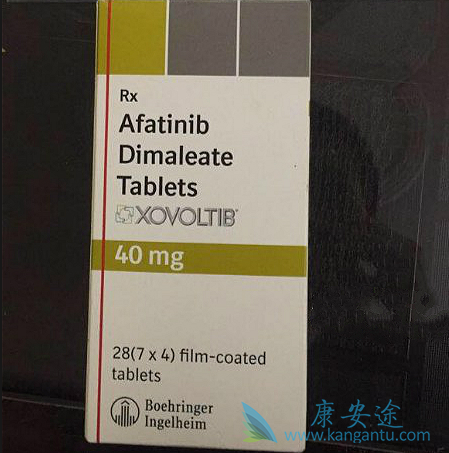 Rx
Afatinib
Dimaleate
Tablets
XOVOLTIB®
40 mg
28(7 x 4) film-coated
tablets
Boehringer
Ingelheim
康安途
www.kangantu.com